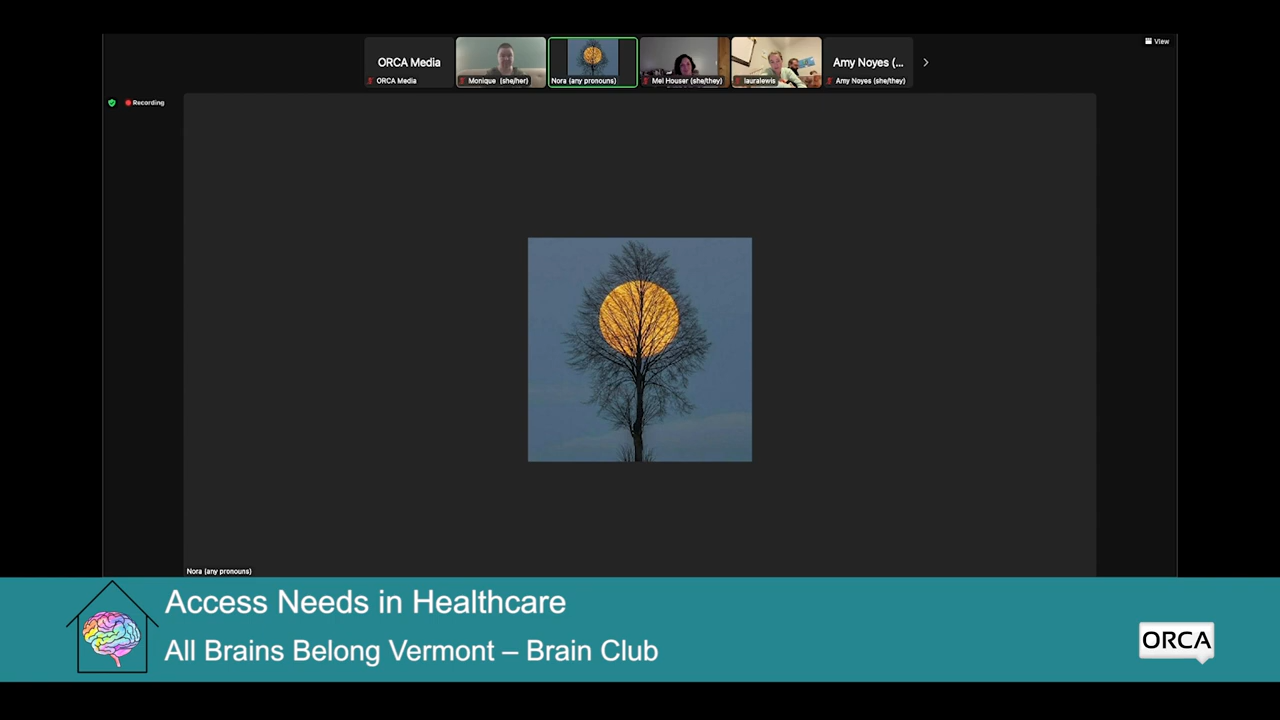 View
ORCA Media
ORCA Media
Monique (she/her)
Nora (any pronouns)
Mel Houser (she/they)
lauralewis
Amy Noyes (...
Amy Noyes (she/they)
Recording
Nora (any pronouns)
Access Needs in Healthcare
All Brains Belong Vermont – Brain Club
ORCA